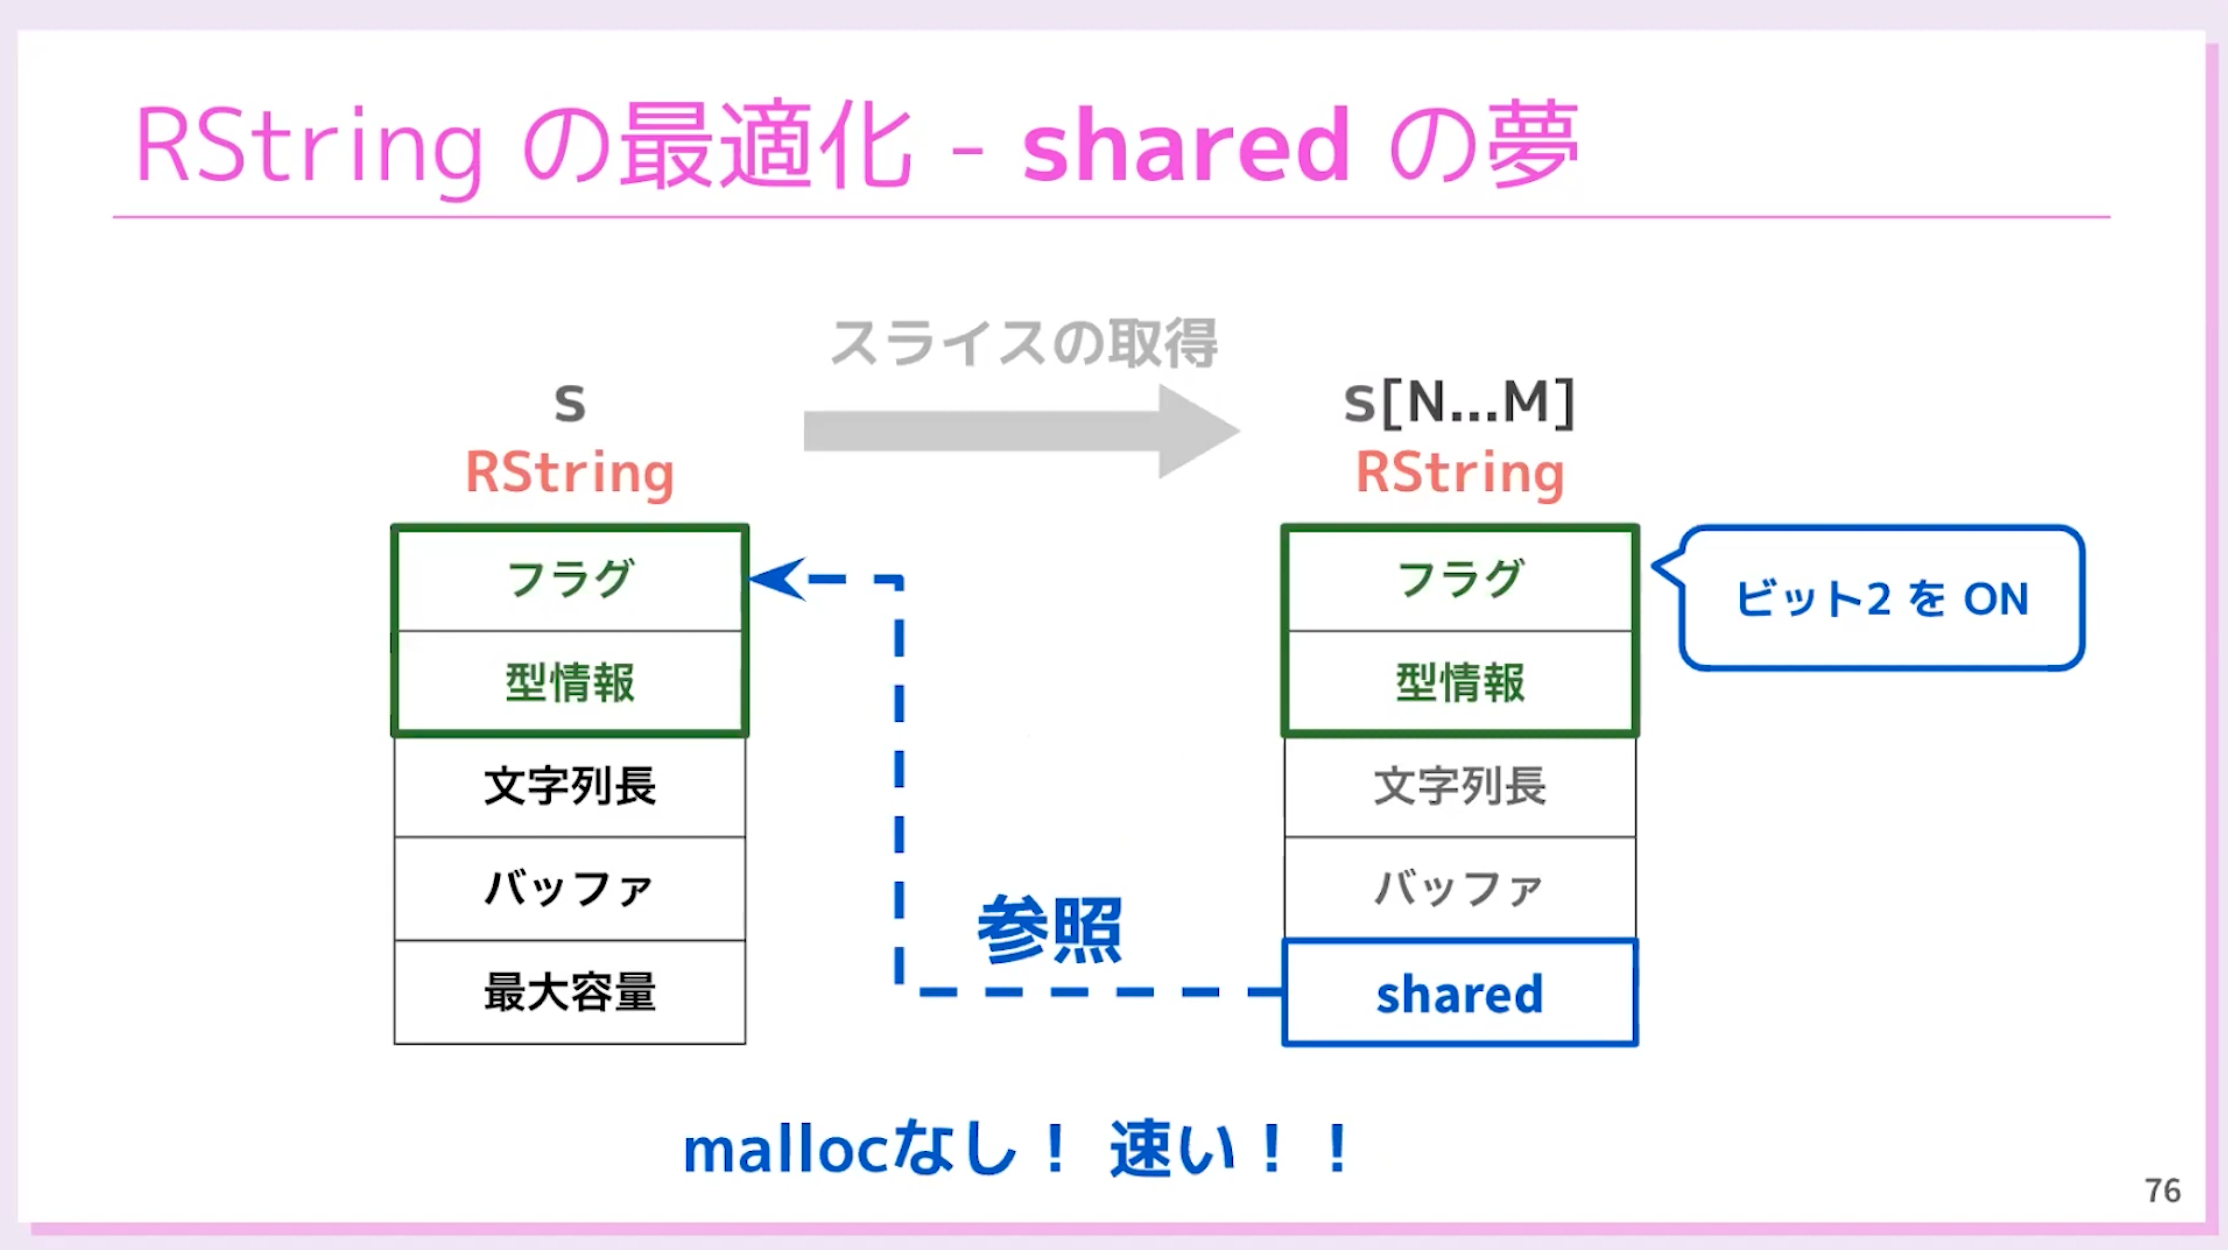 RString の最適化 - shared の夢
スライスの取得
s
RString
s[N...M]
RString
フラグ
型情報
文字列長
バッファ
最大容量
参照
フラグ
型情報
文字列長
バッファ
shared
ビット2 を ON
mallocなし！ 速い！！
76